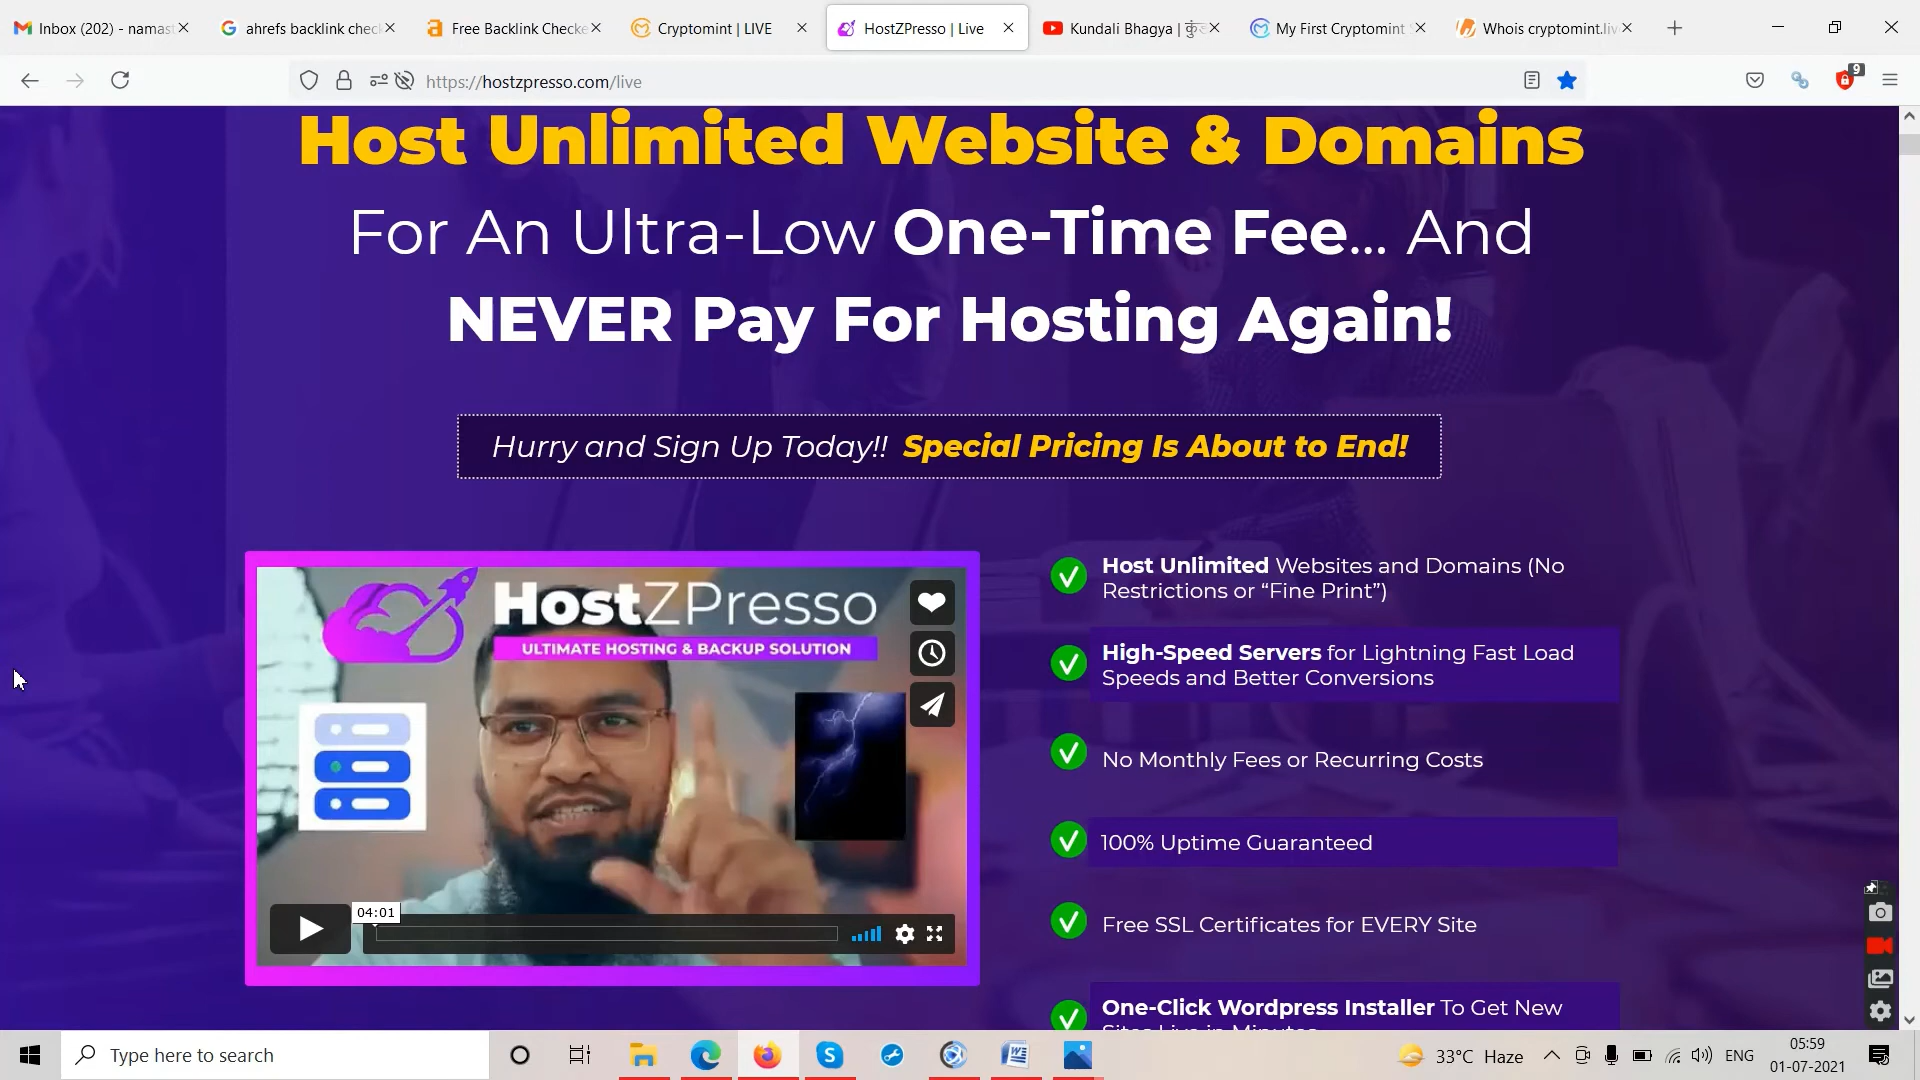 Inbox (202) - namast
ahrefs backlink chec
Free Backlink Checke
Cryptomint | LIVE
HostZPresso | Live
Kundali Bhagya | कुंड
My First Cryptomint
Whois cryptomint.liv
https://hostzpresso.com/live
9
Host Unlimited Website & Domains
For An Ultra-Low One-Time Fee... And
NEVER Pay For Hosting Again!
Hurry and Sign Up Today!! Special Pricing Is About to End!
HostZPresso
ULTIMATE HOSTING & BACKUP SOLUTION
04:01
Host Unlimited Websites and Domains (No
Restrictions or “Fine Print”)
High-Speed Servers for Lightning Fast Load
Speeds and Better Conversions
No Monthly Fees or Recurring Costs
100% Uptime Guaranteed
Free SSL Certificates for EVERY Site
One-Click Wordpress Installer To Get New
Sites Live in Minutes
Type here to search
33°C Haze
ENG
05:59
01-07-2021